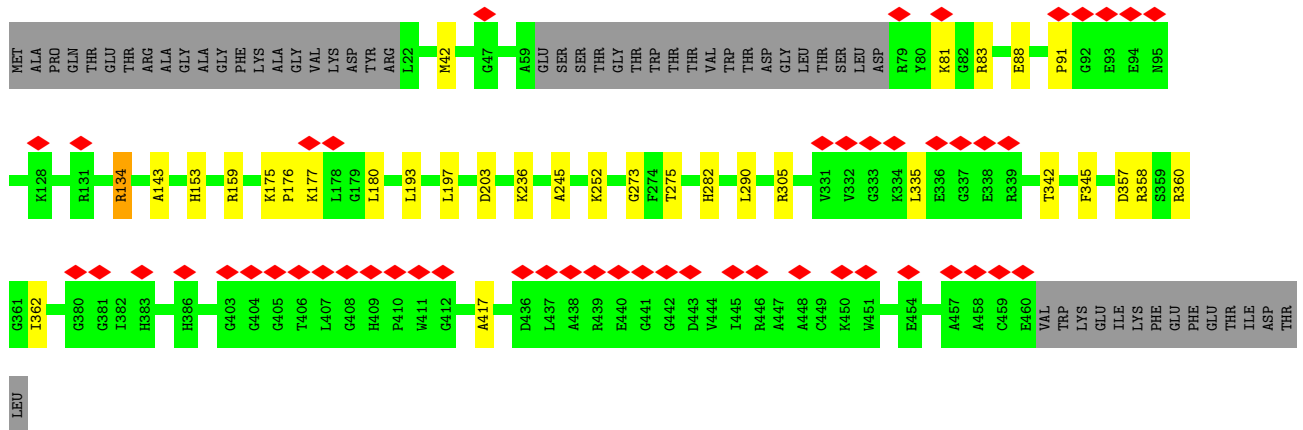 MET ALA PRO GLN THR GLU THR ARG ALA GLY ALA GLY PHE LYS ALA GLY VAL LYS ASP TYR ARG L22 M42 G47 A59 GLU SER SER THR GLY THR TRP THR THR VAL TRP THR ASP GLY LEU THR SER LEU ASP R79 Y80 K81 G82 R83 E88 P91 G92 E93 E94 N95
K128 R131 R134 A143 H153 R159 K175 P176 K177 L178 G179 L180 L193 L197 D203 K236 A245 K252 G273 F274 T275 H282 L290 R305 V331 V332 G333 K334 L335 E336 G337 E338 R339 T342 F345 D357 R358 S359 R360
G361 I362 G380 G381 I382 H383 H386 G403 G404 G405 T406 L407 G408 H409 P410 W411 G412 A417 D436 L437 A438 R439 E440 G441 G442 D443 V444 I445 R446 A447 A448 C449 K450 W451 E454 A457 A458 C459 E460 VAL TRP LYS GLU ILE LYS PHE GLU PHE GLU THR ILE ASP THR
LEU